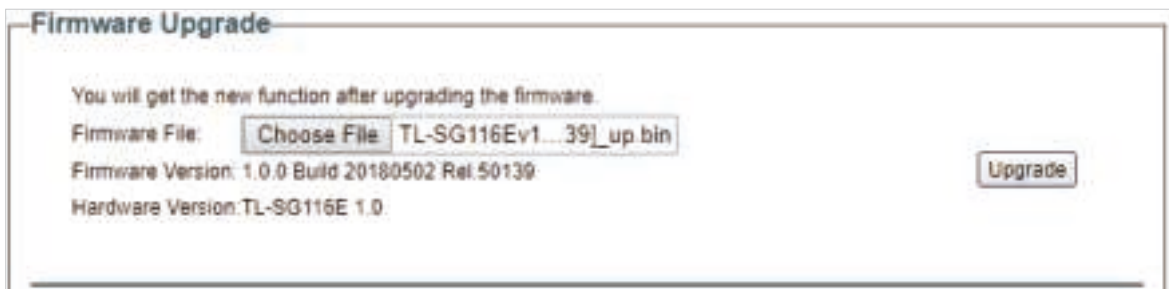 Firmware Upgrade
You will get the new function after upgrading the firmware.
Firmware File: Choose File TL-SG116Ev1...39]_up.bin
Firmware Version: 1.0.0 Build 20180502 Rel.50139
Upgrade
Hardware Version:TL-SG116E 1.0